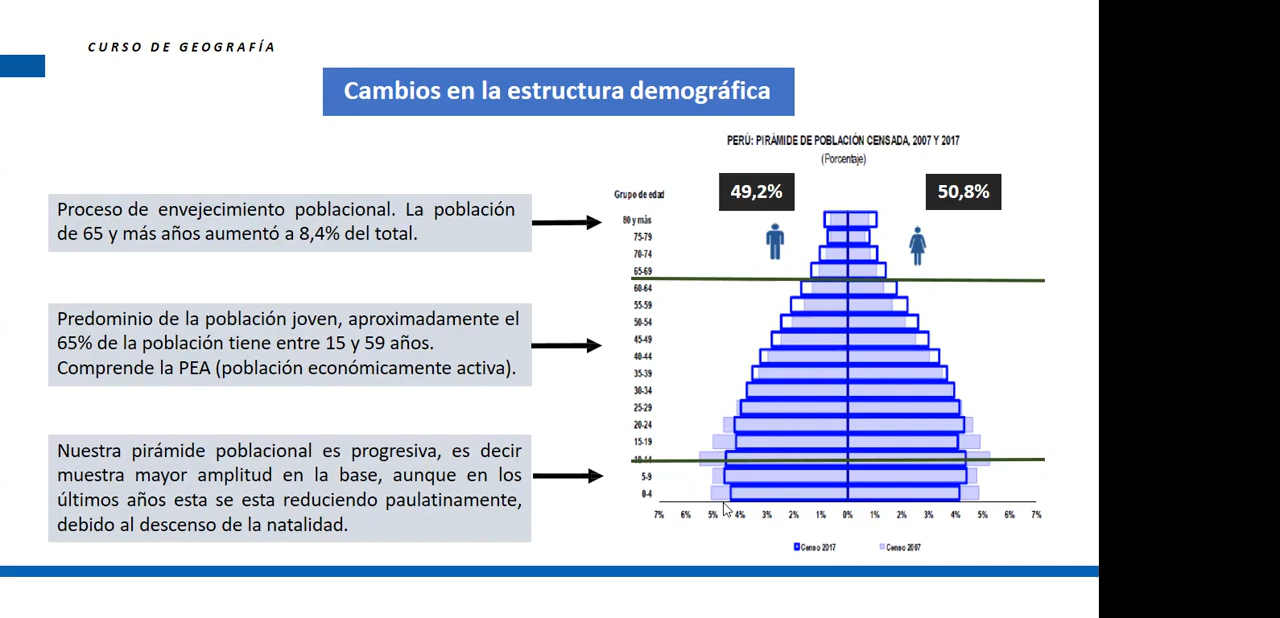 CURSO DE GEOGRAFÍA
Cambios en la estructura demográfica
Proceso de envejecimiento poblacional. La población
de 65 y más años aumentó a 8,4% del total.
Predominio de la población joven, aproximadamente el
65% de la población tiene entre 15 y 59 años.
Comprende la PEA (población económicamente activa).
Nuestra pirámide poblacional es progresiva, es decir
muestra mayor amplitud en la base, aunque en los
últimos años esta se esta reduciendo paulatinamente,
debido al descenso de la natalidad.
PERÚ: PIRÁMIDE DE POBLACIÓN CENSADA, 2007 Y 2017
(Porcentaje)
Grupo de edad
49,2%
50,8%
80 y más
75-79
70-74
65-69
60-64
55-59
50-54
45-49
40-44
35-39
30-34
25-29
20-24
15-19
10-14
5-9
0-4
7% 6% 5% 4% 3% 2% 1% 0% 1% 2% 3% 4% 5% 6% 7%
Censo 2017 Censo 2007